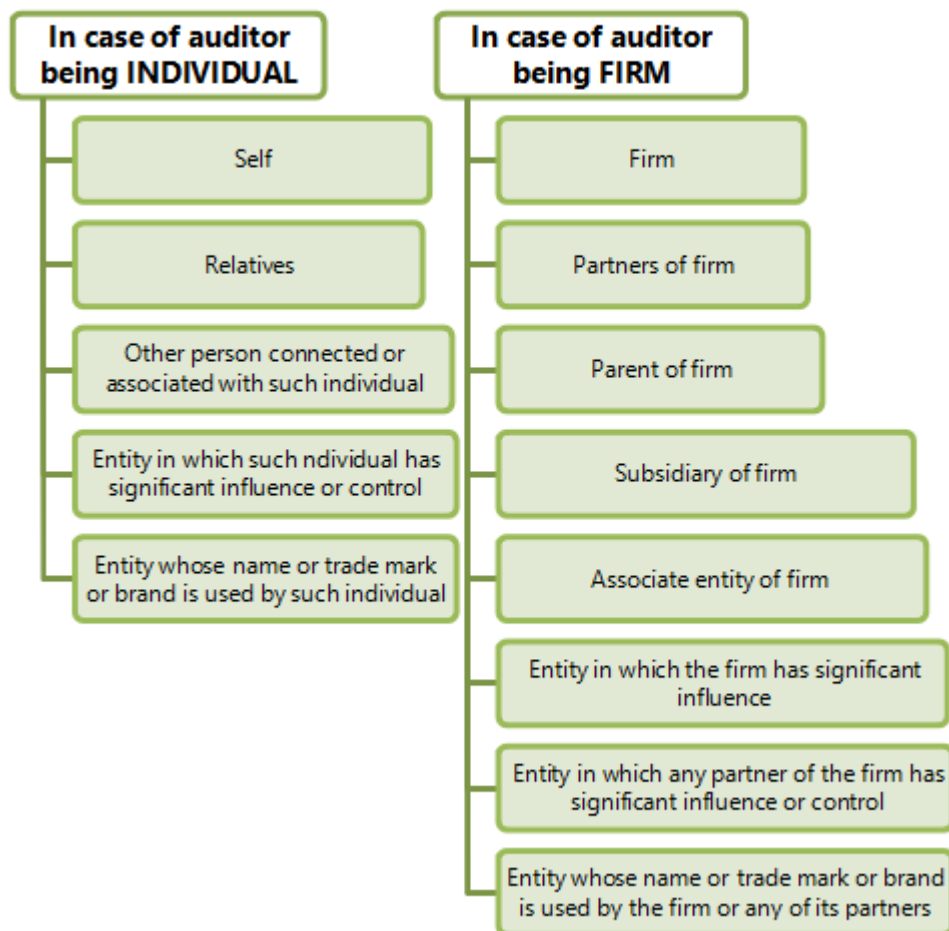 In case of auditor
being INDIVIDUAL
Self
Relatives
Other person connected or
associated with such individual
Entity in which such ndividual has
significant influence or control
Entity whose name or trade mark
or brand is used by such individual
In case of auditor
being FIRM
Firm
Partners of firm
Parent of firm
Subsidiary of firm
Associate entity of firm
Entity in which the firm has significant
influence
Entity in which any partner of the firm has
significant influence or control
Entity whose name or trade mark or brand
is used by the firm or any of its partners